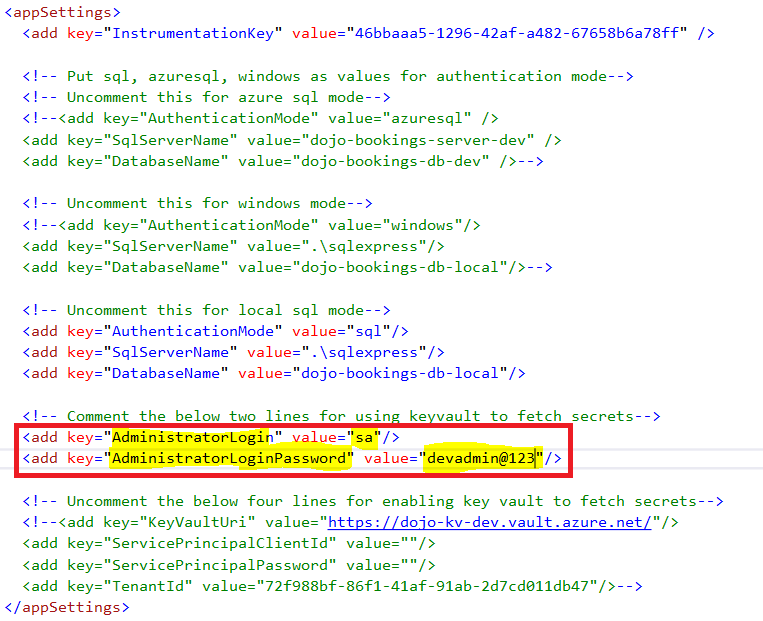 <appSettings>
<add key="InstrumentationKey" value="46bbaaa5-1296-42af-a482-67658b6a78ff" />
<!-- Put sql, azuresql, windows as values for authentication mode-->
<!-- Uncomment this for azure sql mode-->
<!--<add key="AuthenticationMode" value="azuresql" />
<add key="SqlServerName" value="dojo-bookings-server-dev" />
<add key="DatabaseName" value="dojo-bookings-db-dev" />-->
<!-- Uncomment this for windows mode-->
<!--<add key="AuthenticationMode" value="windows"/>
<add key="SqlServerName" value=".\sqlexpress"/>
<add key="DatabaseName" value="dojo-bookings-db-local"/>-->
<!-- Uncomment this for local sql mode-->
<add key="AuthenticationMode" value="sql"/>
<add key="SqlServerName" value=".\sqlexpress"/>
<add key="DatabaseName" value="dojo-bookings-db-local"/>
<!-- Comment the below two lines for using keyvault to fetch secrets-->
<add key="AdministratorLogin" value="sa"/>
<add key="AdministratorLoginPassword" value="devadmin@123"/>
<!-- Uncomment the below four lines for enabling key vault to fetch secrets-->
<!--<add key="KeyVaultUri" value="https://dojo-kv-dev.vault.azure.net/"/>
<add key="ServicePrincipalClientId" value=""/>
<add key="ServicePrincipalPassword" value=""/>
<add key="TenantId" value="72f988bf-86f1-41af-91ab-2d7cd011db47"/>-->
</appSettings>